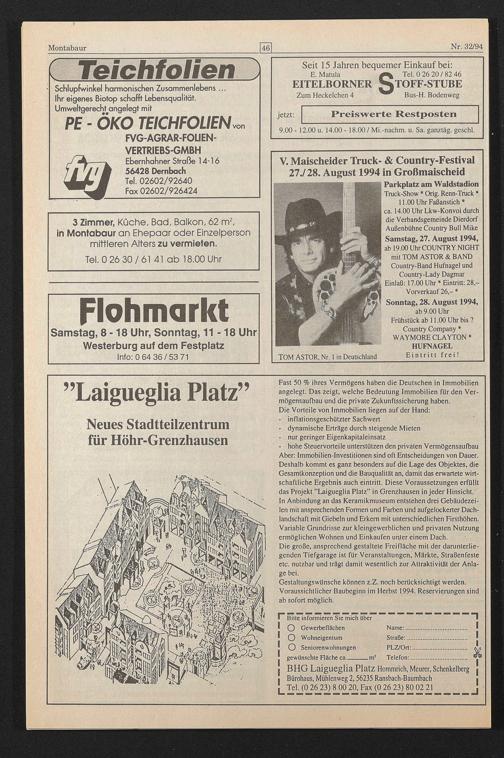 Montabaur
46
Nr. 32/94
Teichfolien
Schlupfwinkel harmonischen Zusammenlebens ...
Ihr eigenes Biotop schafft Lebensqualität.
Umweltgerecht angelegt mit
PE - ÖKO TEICHFOLIEN von
FVG-AGRAR-FOLIEN-
VERTRIEBS-GMBH
Ebernhahner Straße 14-16
56428 Dernbach
Tel. 02602/92640
Fax 02602/926424
fvg
3 Zimmer, Küche, Bad, Balkon, 62 m²,
in Montabaur an Ehepaar oder Einzelperson
mittleren Alters zu vermieten.
Tel. 0 26 30 / 61 41 ab 18.00 Uhr
Flohmarkt
Samstag, 8 - 18 Uhr, Sonntag, 11 - 18 Uhr
Westerburg auf dem Festplatz
Info: 0 64 36 / 53 71
Seit 15 Jahren bequemer Einkauf bei:
E. Matula Tel. 0 26 20 / 82 46
EITELBORNER STOFF-STUBE
Zum Heckelchen 4 Bus-H. Bodenweg
jetzt: Preiswerte Restposten
9.00 - 12.00 u. 14.00 - 18.00 / Mi.-nachm. u. Sa. ganztäg. geschl.
V. Maischeider Truck- & Country-Festival
27./ 28. August 1994 in Großmaischeid
Parkplatz am Waldstadion
Truck-Show * Orig. Renn-Truck *
11.00 Uhr Faßanstich *
ca. 14.00 Uhr Lkw-Konvoi durch
die Verbandsgemeinde Dierdorf
Außenbühne Country Bull Mike
Samstag, 27. August 1994,
ab 19.00 Uhr COUNTRY NIGHT
mit TOM ASTOR & BAND
Country-Band Hufnagel und
Country-Lady Dagmar
Einlaß: 17.00 Uhr * Eintritt: 28,–
Vorverkauf 26,– *
Sonntag, 28. August 1994,
ab 9.00 Uhr
Frühstück ab 11.00 Uhr bis ?
Country Company *
WAYMORE CLAYTON *
HUFNAGEL
Eintritt frei!
TOM ASTOR, Nr. 1 in Deutschland
"Laigueglia Platz"
Neues Stadtteilzentrum
für Höhr-Grenzhausen
Fast 50 % ihres Vermögens haben die Deutschen in Immobilien
angelegt. Das zeigt, welche Bedeutung Immobilien für den Ver-
mögentaufbau und die private Zukunftssicherung haben.
Die Vorteile von Immobilien liegen auf der Hand:
- inflationsgeschützter Sachwert
- dynamische Erträge durch steigende Mieten
- nur geringer Eigenkapitaleinsatz
- hohe Steuervorteile unterstützen den privaten Vermögensaufbau
Aber: Immobilien-Investitionen sind oft Entscheidungen von Dauer.
Deshalb kommt es ganz besonders auf die Lage des Objektes, die
Gesamtkonzeption und die Bauqualität an, damit das erwartete wirt-
schaftliche Ergebnis auch eintritt. Diese Voraussetzungen erfüllt
das Projekt "Laigueglia Platz" in Grenzhausen in jeder Hinsicht.
In Anbindung an das Keramikmuseum entstehen drei Gebäudezei-
len mit ansprechenden Formen und Farben und aufgelockerter Dach-
landschaft mit Giebeln und Erkern mit unterschiedlichen Firsthöhen.
Variable Grundrisse zur kleingewerblichen und privaten Nutzung
ermöglichen Wohnen und Einkaufen unter einem Dach.
Die große, ansprechend gestaltete Freifläche mit der darunterlie-
genden Tiefgarage ist für Veranstaltungen, Märkte, Straßenfeste
etc. nutzbar und trägt damit wesentlich zur Attraktivität der Anla-
ge bei.
Gestaltungswünsche können z.Z. noch berücksichtigt werden.
Voraussichtlicher Baubeginn im Herbst 1994. Reservierungen sind
ab sofort möglich.
Bitte informieren Sie mich über
Gewerbeflächen Name:
Wohneigentum Straße:
Seniorenwohnungen PLZ/Ort:
gewünschte Fläche ca. m² Telefon:
BHG Laigueglia Platz Hommrich, Meurer, Schenkelberg
Bürohaus, Mühlenweg 2, 56235 Ransbach-Baumbach
Tel. (0 26 23) 8 00 20, Fax (0 26 23) 80 02 21